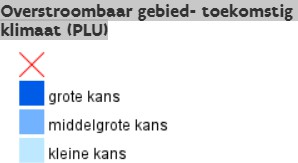 Overstroombaar gebied- toekomstig
klimaat (PLU)
grote kans
middelgrote kans
kleine kans